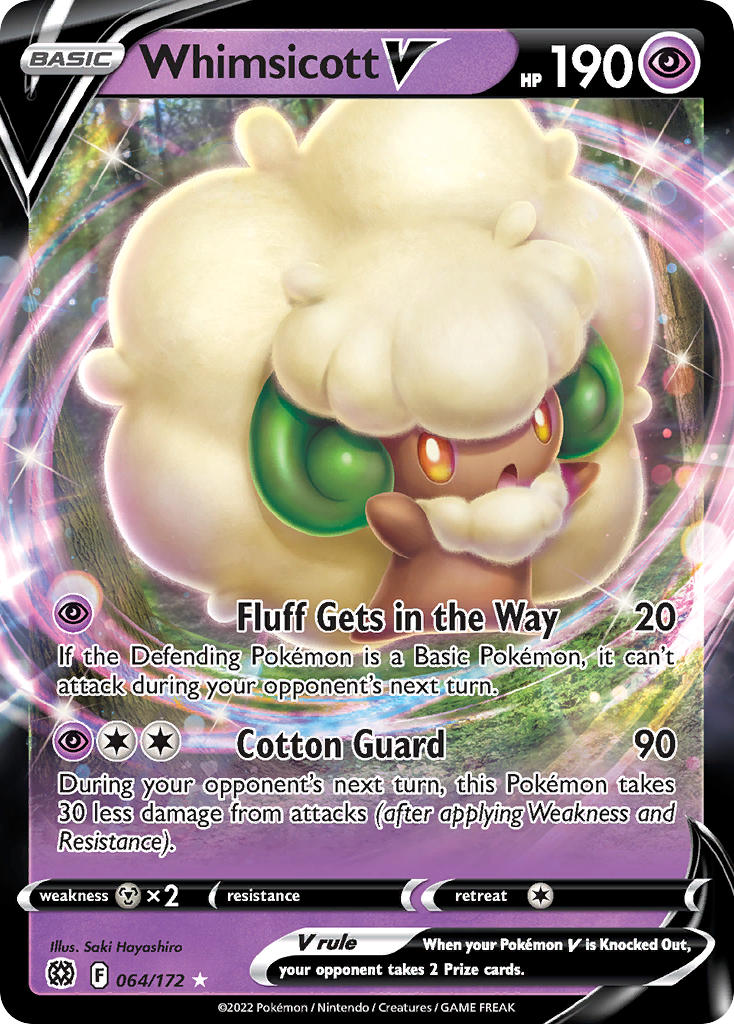 BASIC
Whimsicott V
HP 190
Fluff Gets in the Way 20
If the Defending Pokémon is a Basic Pokémon, it can't
attack during your opponent's next turn.
Cotton Guard 90
During your opponent's next turn, this Pokémon takes
30 less damage from attacks (after applying Weakness and
Resistance).
weakness ×2 resistance retreat
Illus. Saki Hayashiro
V rule When your Pokémon V is Knocked Out,
your opponent takes 2 Prize cards.
F 064/172
©2022 Pokémon / Nintendo / Creatures / GAME FREAK